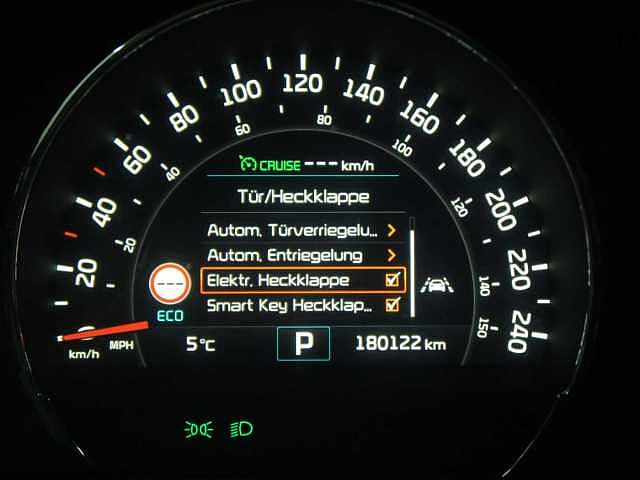 CRUISE --- km/h
Tür/Heckklappe
Autom. Türverriegelu...
Autom. Entriegelung
Elektr. Heckklappe
Smart Key Heckklap...
---
ECO
5°C
P
180122 km
km/h
MPH
0
20
40
60
80
100
120
140
160
180
200
220
240
20
40
60
80
100
120
140
150